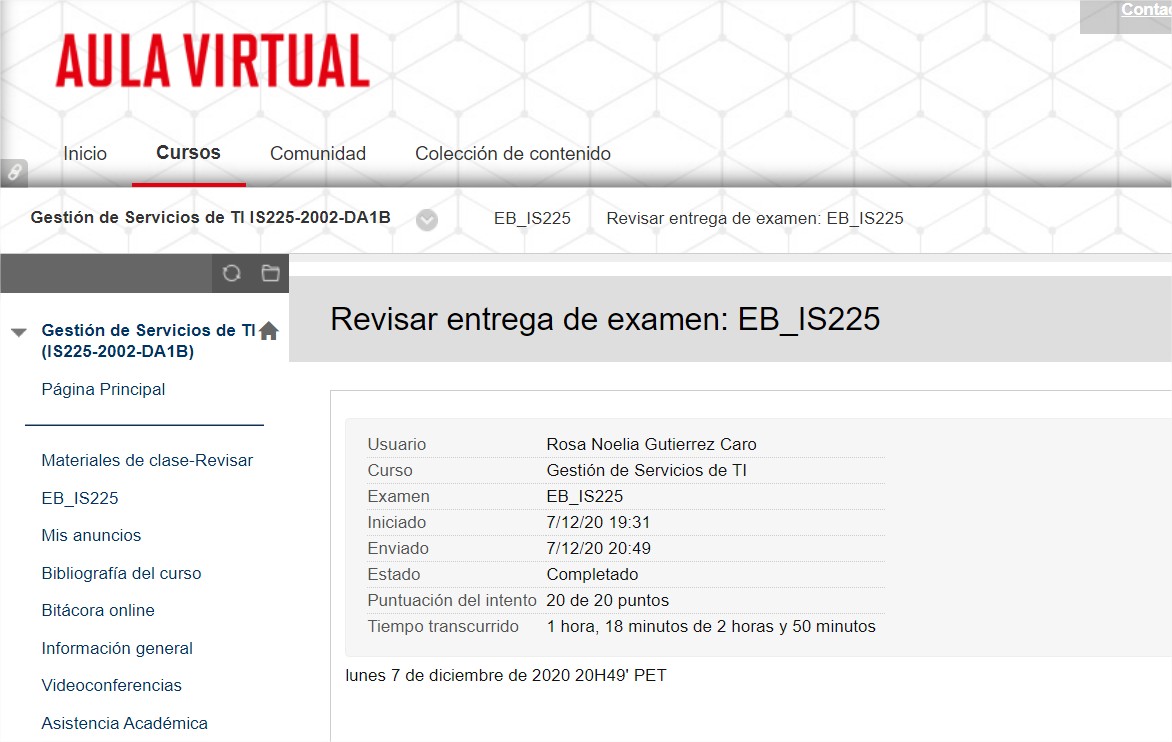 AULA VIRTUAL
Inicio Cursos Comunidad Colección de contenido
Gestión de Servicios de TI IS225-2002-DA1B EB_IS225 Revisar entrega de examen: EB_IS225
Gestión de Servicios de TI
(IS225-2002-DA1B)
Página Principal
Materiales de clase-Revisar
EB_IS225
Mis anuncios
Bibliografía del curso
Bitácora online
Información general
Videoconferencias
Asistencia Académica
Revisar entrega de examen: EB_IS225
Usuario Rosa Noelia Gutierrez Caro
Curso Gestión de Servicios de TI
Examen EB_IS225
Iniciado 7/12/20 19:31
Enviado 7/12/20 20:49
Estado Completado
Puntuación del intento 20 de 20 puntos
Tiempo transcurrido 1 hora, 18 minutos de 2 horas y 50 minutos
lunes 7 de diciembre de 2020 20H49' PET